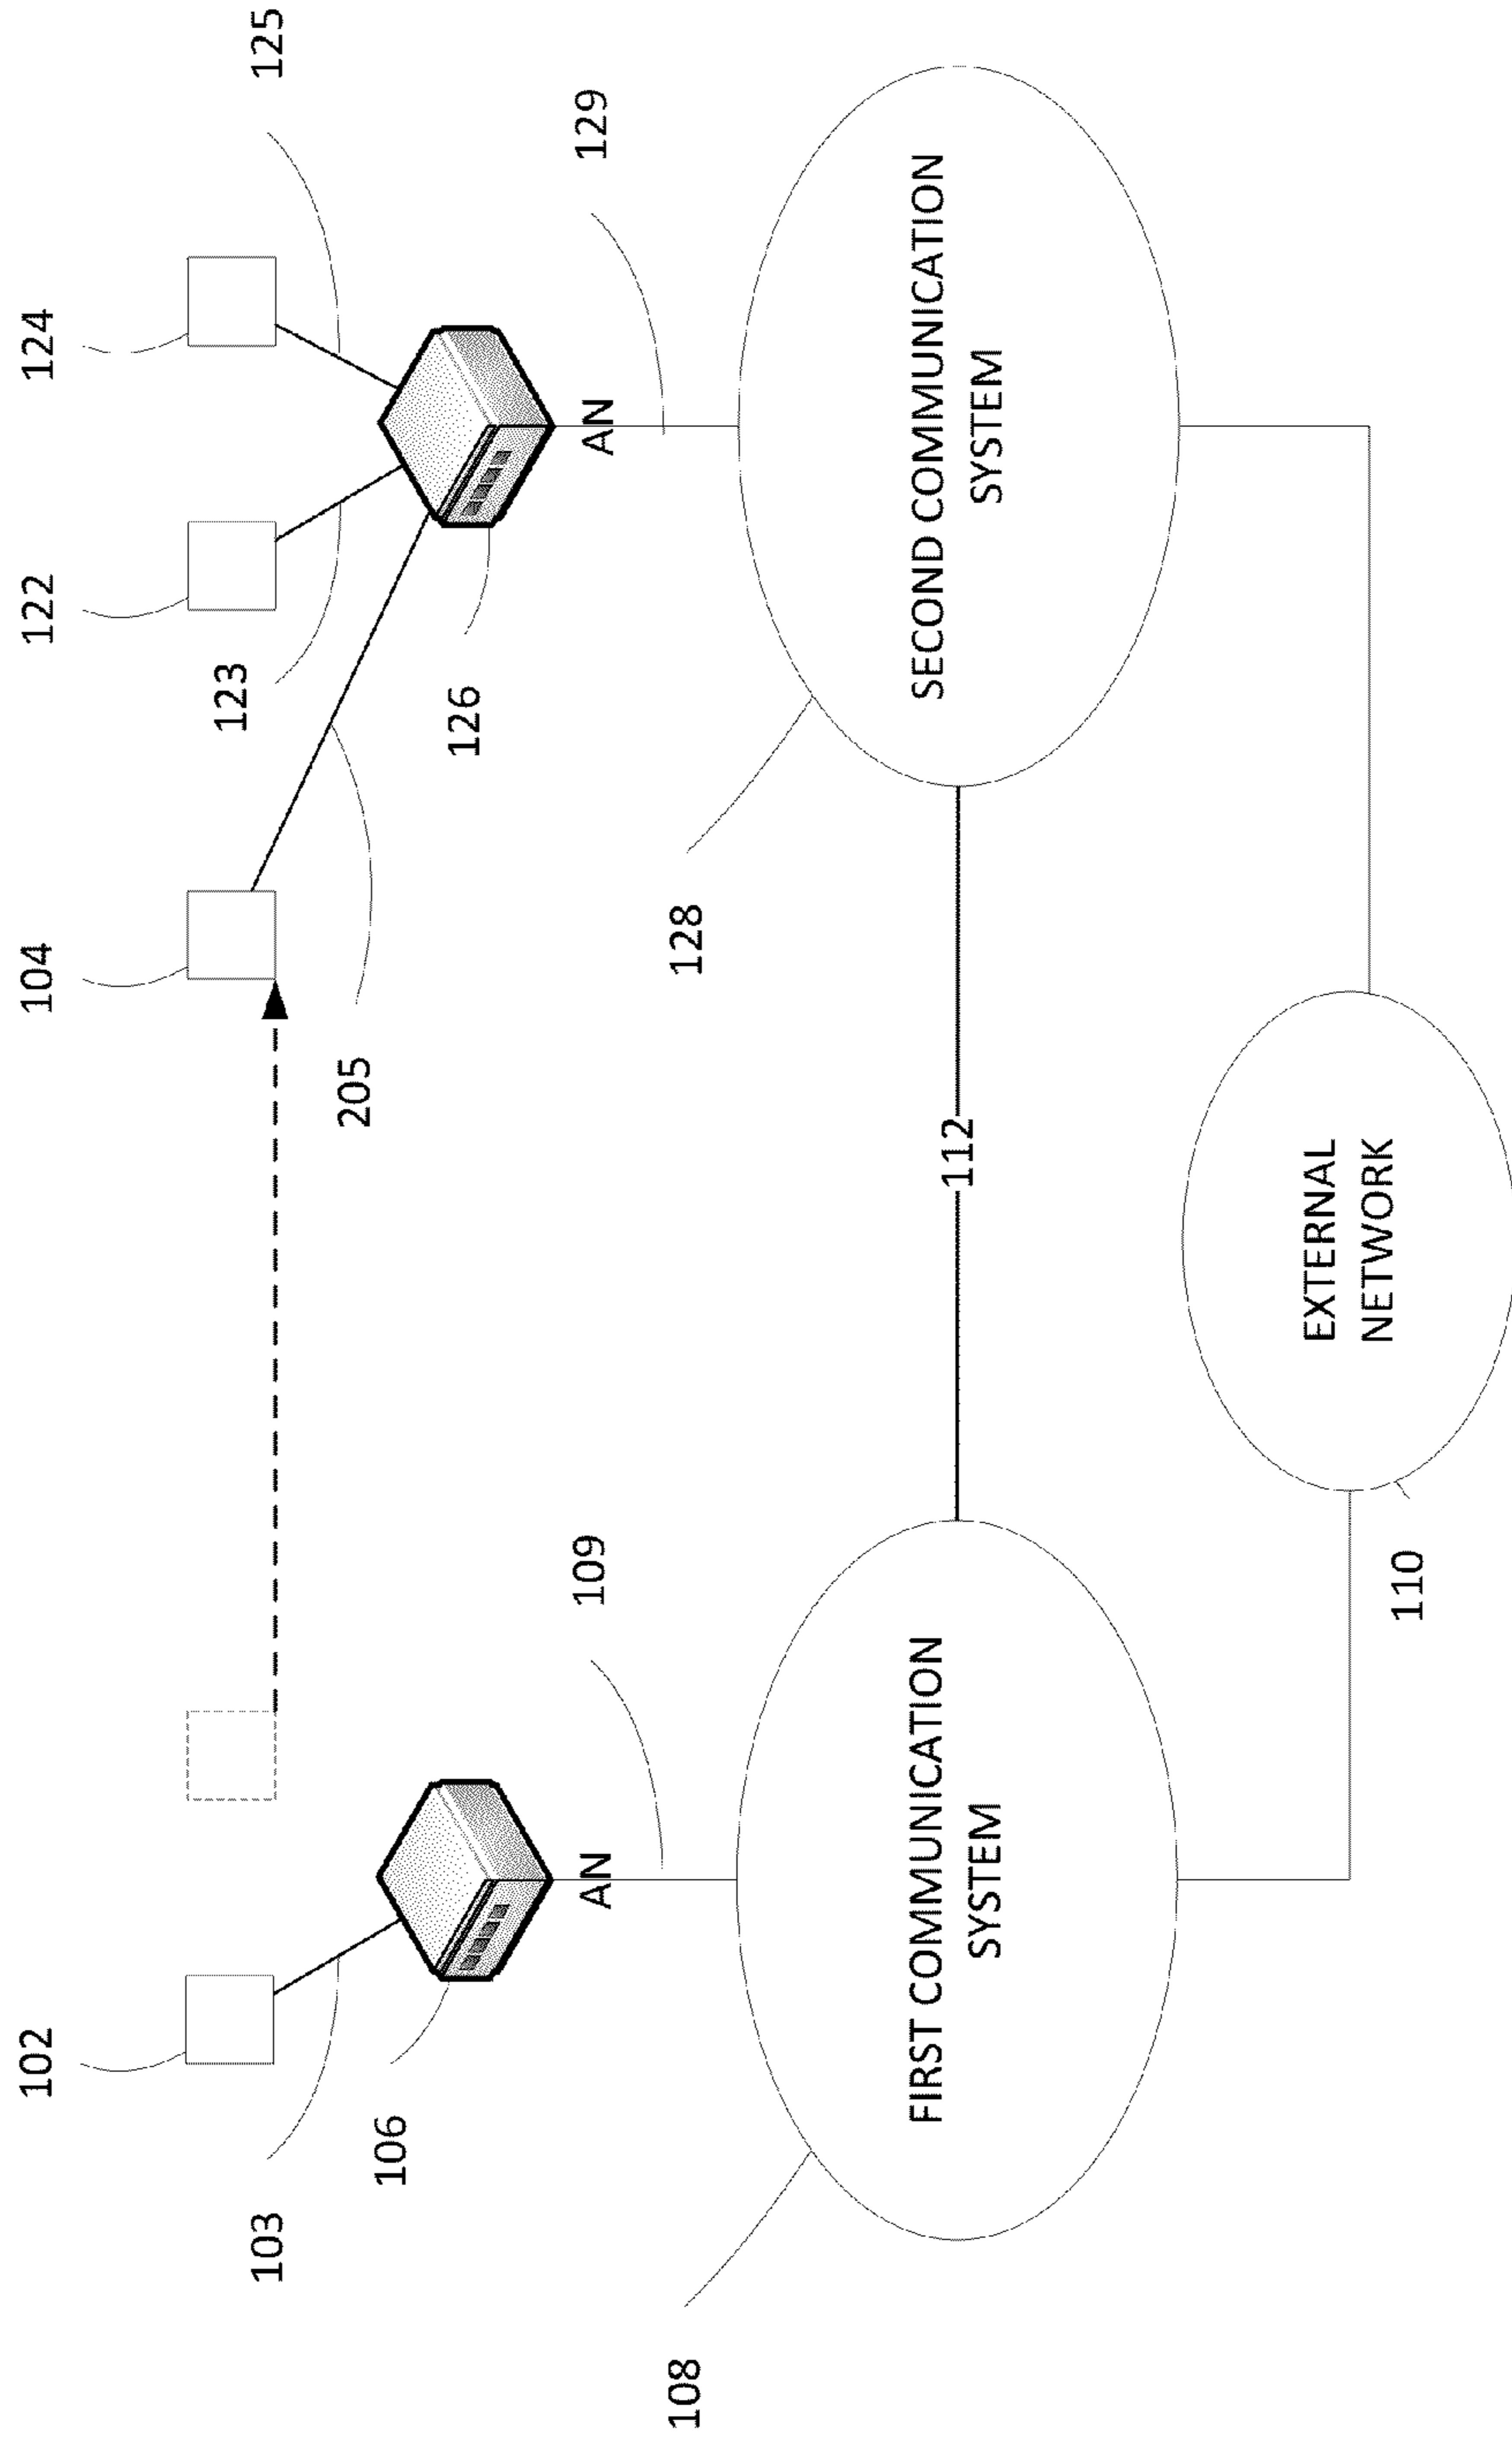 102
104
122
124
103
123
125
106
205
126
AN
109
AN
129
108
128
FIRST COMMUNICATION
SYSTEM
112
SECOND COMMUNICATION
SYSTEM
EXTERNAL
NETWORK
110